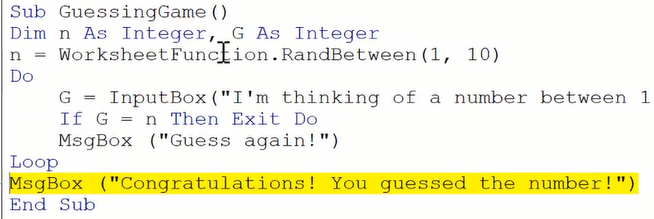 Sub GuessingGame()
Dim n As Integer, G As Integer
n = WorksheetFunction.RandBetween(1, 10)
Do
    G = InputBox("I'm thinking of a number between 1
    If G = n Then Exit Do
    MsgBox ("Guess again!")
Loop
MsgBox ("Congratulations! You guessed the number!")
End Sub